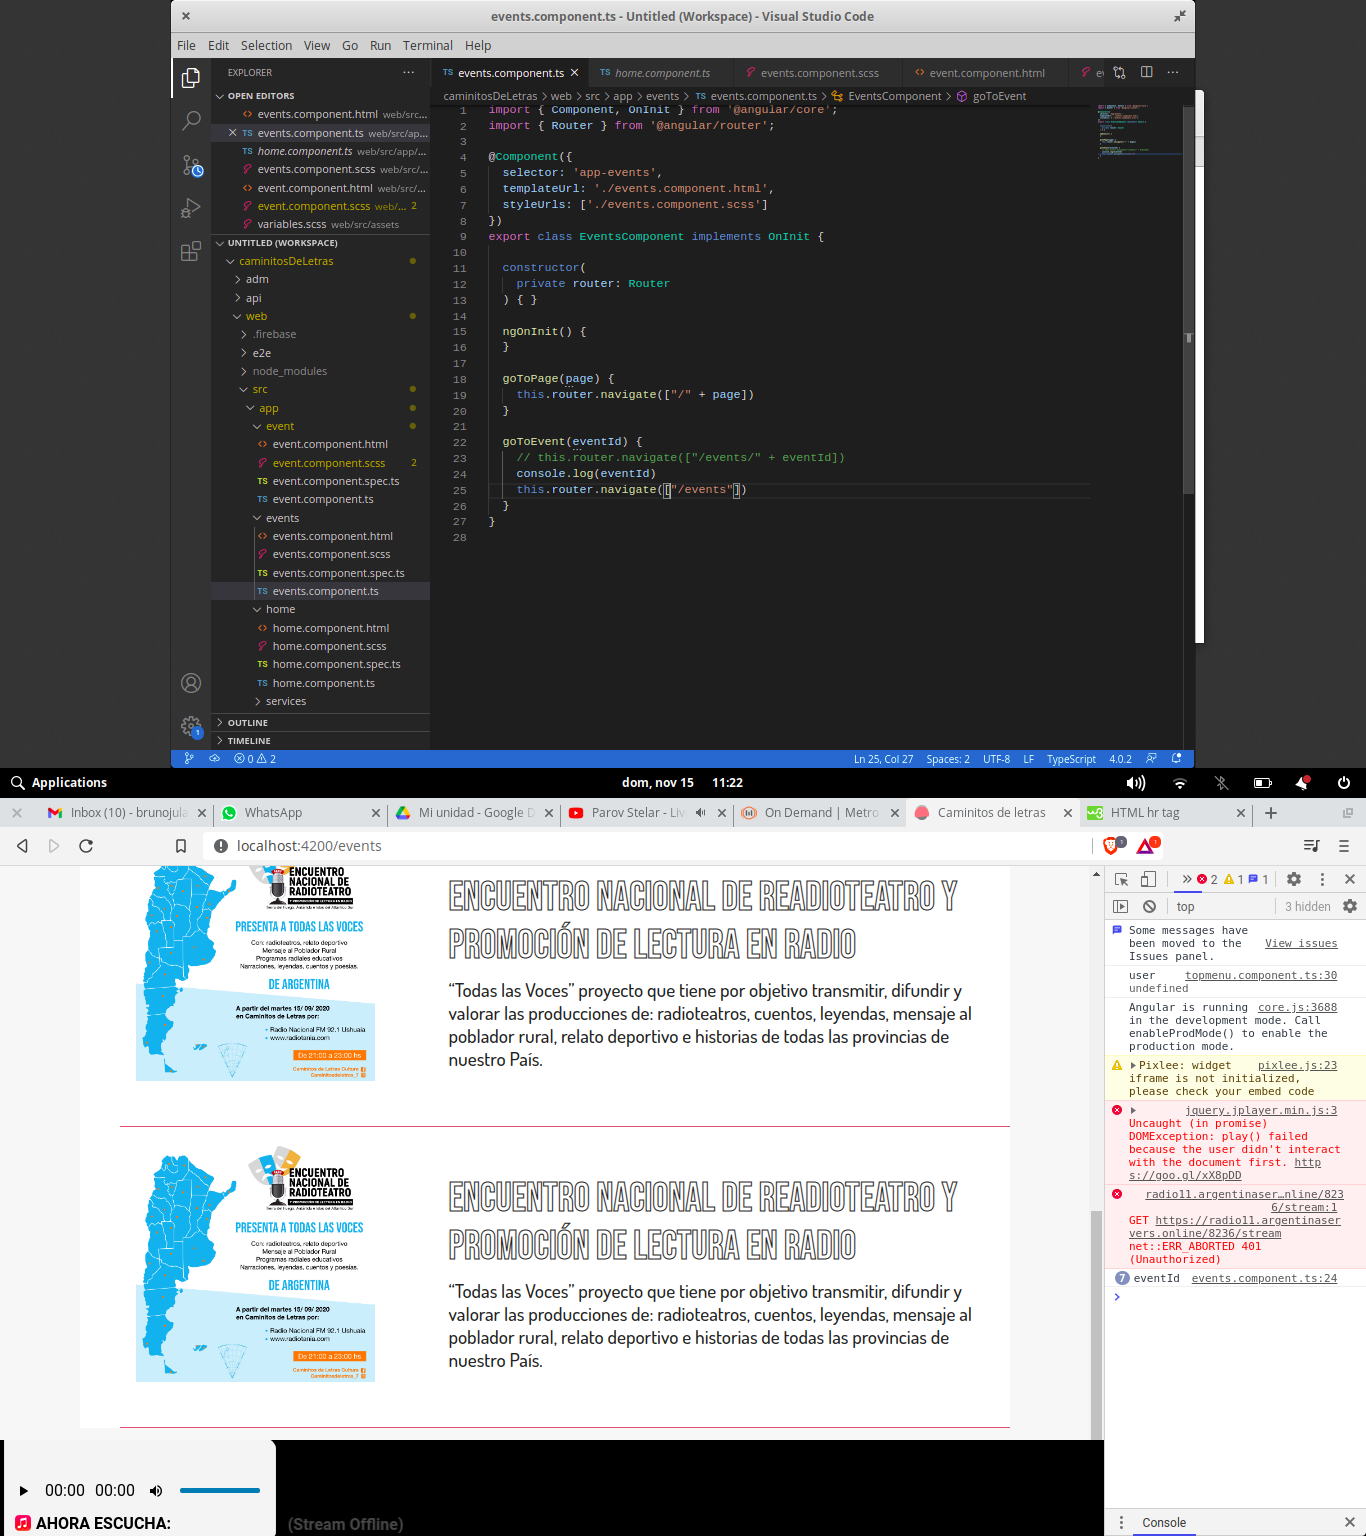 events.component.ts - Untitled (Workspace) - Visual Studio Code
File Edit Selection View Go Run Terminal Help
EXPLORER
OPEN EDITORS
events.component.html web/src...
events.component.ts web/src/ap...
home.component.ts web/src/app/...
events.component.scss web/src/...
event.component.html web/src/...
event.component.scss web/... 2
variables.scss web/src/assets
UNTITLED (WORKSPACE)
caminitosDeLetras
adm
api
web
.firebase
e2e
node_modules
src
app
event
event.component.html
event.component.scss 2
event.component.spec.ts
event.component.ts
events
events.component.html
events.component.scss
events.component.spec.ts
events.component.ts
home
home.component.html
home.component.scss
home.component.spec.ts
home.component.ts
services
OUTLINE
TIMELINE
events.component.ts home.component.ts events.component.scss event.component.html
caminitosDeLetras > web > src > app > events > events.component.ts > EventsComponent > goToEvent
1 import { Component, OnInit } from '@angular/core';
2 import { Router } from '@angular/router';
3
4 @Component({
5 selector: 'app-events',
6 templateUrl: './events.component.html',
7 styleUrls: ['./events.component.scss']
8 })
9 export class EventsComponent implements OnInit {
10
11 constructor(
12 private router: Router
13 ) { }
14
15 ngOnInit() {
16 }
17
18 goToPage(page) {
19 this.router.navigate(["/" + page])
20 }
21
22 goToEvent(eventId) {
23 // this.router.navigate(["/events/" + eventId])
24 console.log(eventId)
25 this.router.navigate(["/events"])
26 }
27 }
28
0 2 Ln 25, Col 27 Spaces: 2 UTF-8 LF TypeScript 4.0.2
Applications dom, nov 15 11:22
Inbox (10) - brunojula WhatsApp Mi unidad - Google D Parov Stelar - Liv On Demand | Metro Caminitos de letras HTML hr tag
localhost:4200/events
ENCUENTRO
NACIONAL DE
RADIOTEATRO
PRESENTA A TODAS LAS VOCES
Con: radioteatros, relato deportivo
Mensaje al Poblador Rural
Programas radiales educativos
Narraciones, leyendas, cuentos y poesías.
DE ARGENTINA
A partir del martes 15/ 09/ 2020
en Caminitos de Letras por:
• Radio Nacional FM 92.1 Ushuaia
• www.radiotania.com
De 21:00 a 23:00 hs
Caminitos de Letras Cultura
Caminitosdeletras_7
ENCUENTRO NACIONAL DE READIOTEATRO Y
PROMOCIÓN DE LECTURA EN RADIO
“Todas las Voces” proyecto que tiene por objetivo transmitir, difundir y
valorar las producciones de: radioteatros, cuentos, leyendas, mensaje al
poblador rural, relato deportivo e historias de todas las provincias de
nuestro País.
ENCUENTRO
NACIONAL DE
RADIOTEATRO
PRESENTA A TODAS LAS VOCES
Con: radioteatros, relato deportivo
Mensaje al Poblador Rural
Programas radiales educativos
Narraciones, leyendas, cuentos y poesías.
DE ARGENTINA
A partir del martes 15/ 09/ 2020
en Caminitos de Letras por:
• Radio Nacional FM 92.1 Ushuaia
• www.radiotania.com
De 21:00 a 23:00 hs
Caminitos de Letras Cultura
Caminitosdeletras_7
ENCUENTRO NACIONAL DE READIOTEATRO Y
PROMOCIÓN DE LECTURA EN RADIO
“Todas las Voces” proyecto que tiene por objetivo transmitir, difundir y
valorar las producciones de: radioteatros, cuentos, leyendas, mensaje al
poblador rural, relato deportivo e historias de todas las provincias de
nuestro País.
00:00 00:00
AHORA ESCUCHA:
(Stream Offline)
2 1 1
top 3 hidden
Some messages have
been moved to the View issues
Issues panel.
user topmenu.component.ts:30
undefined
Angular is running core.js:3688
in the development mode. Call
enableProdMode() to enable the
production mode.
Pixlee: widget pixlee.js:23
iframe is not initialized,
please check your embed code
jquery.jplayer.min.js:3
Uncaught (in promise)
DOMException: play() failed
because the user didn't interact
with the document first. http
s://goo.gl/xX8pDD
radio11.argentinaser…nline/823
6/stream:1
GET https://radio11.argentinaser
vers.online/8236/stream
net::ERR_ABORTED 401
(Unauthorized)
7 eventId events.component.ts:24
Console